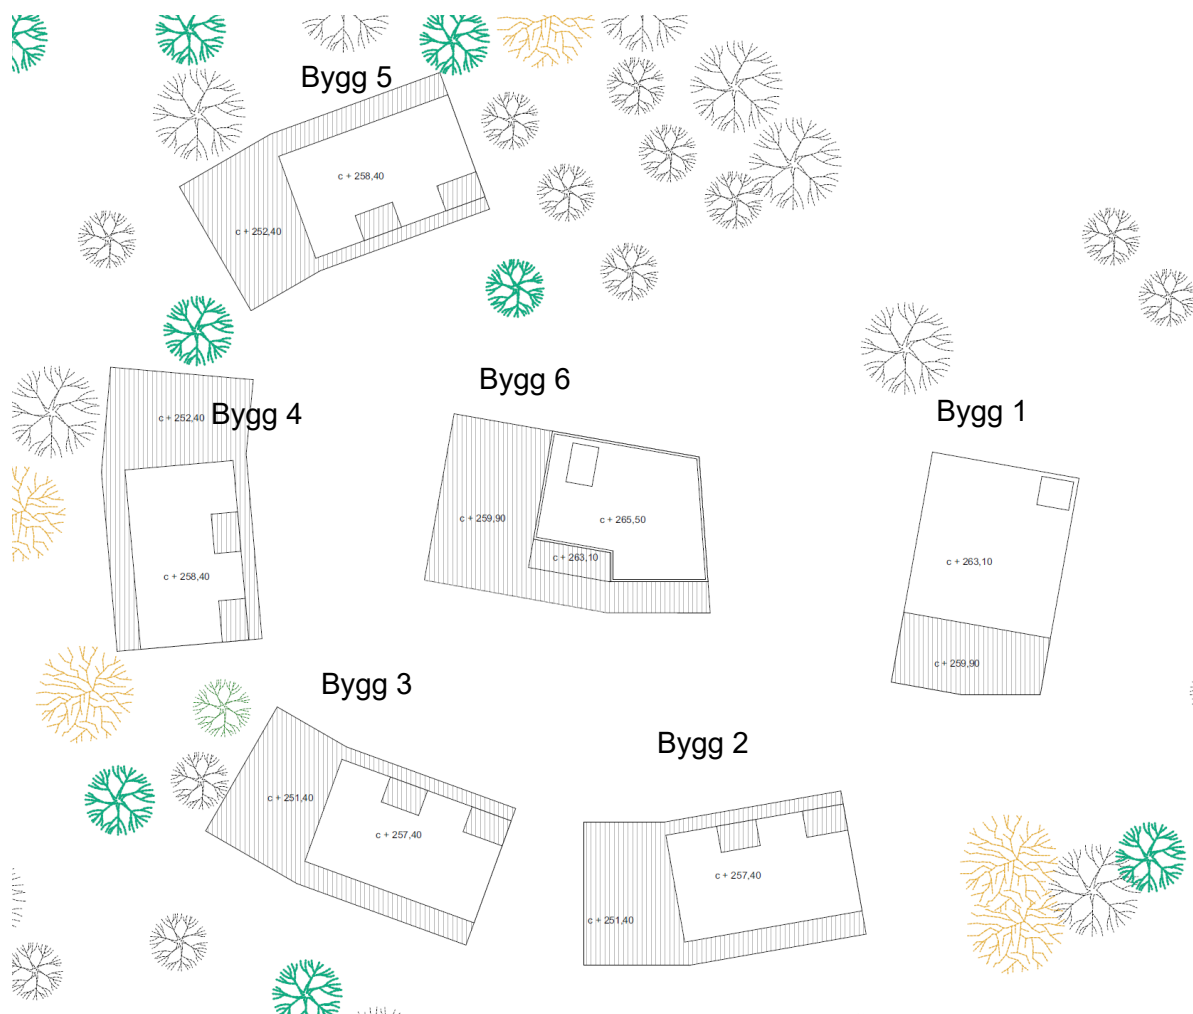 Bygg 5
c + 258,40
c + 252,40
Bygg 6
Bygg 1
c + 252,40
Bygg 4
c + 259,90
c + 265,50
c + 263,10
c + 263,10
c + 258,40
c + 259,90
Bygg 3
Bygg 2
c + 251,40
c + 257,40
c + 257,40
c + 251,40